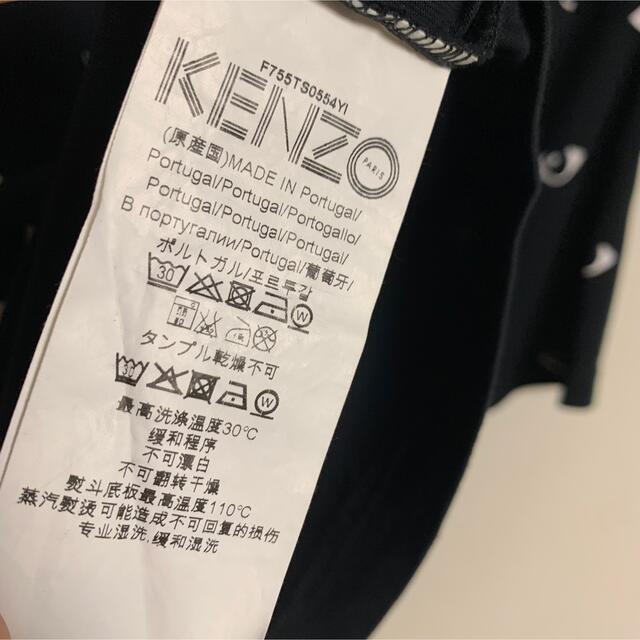 F755TS0554YI
KENZO
PARIS
(原産国)MADE IN Portugal/
Portugal/Portugal/Portogallo/
Portugal/Portugal/Portugal/
В португалии/Portugal/葡萄牙/
ポルトガル/포르투갈
30 W
タンブル乾燥不可
30 W
最高洗涤温度30℃
缓和程序
不可漂白
不可翻转干燥
熨斗底板最高温度110℃
蒸汽熨烫可能造成不可回复的损伤
专业湿洗,缓和湿洗